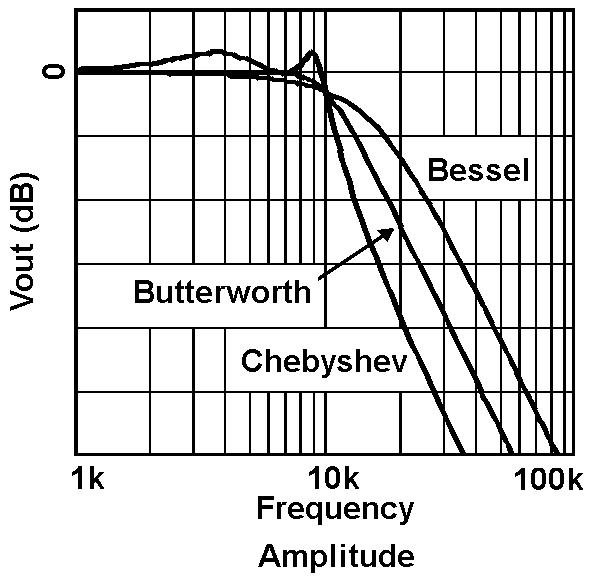 0
Vout (dB)
Bessel
Butterworth
Chebyshev
1k 10k 100k
Frequency
Amplitude